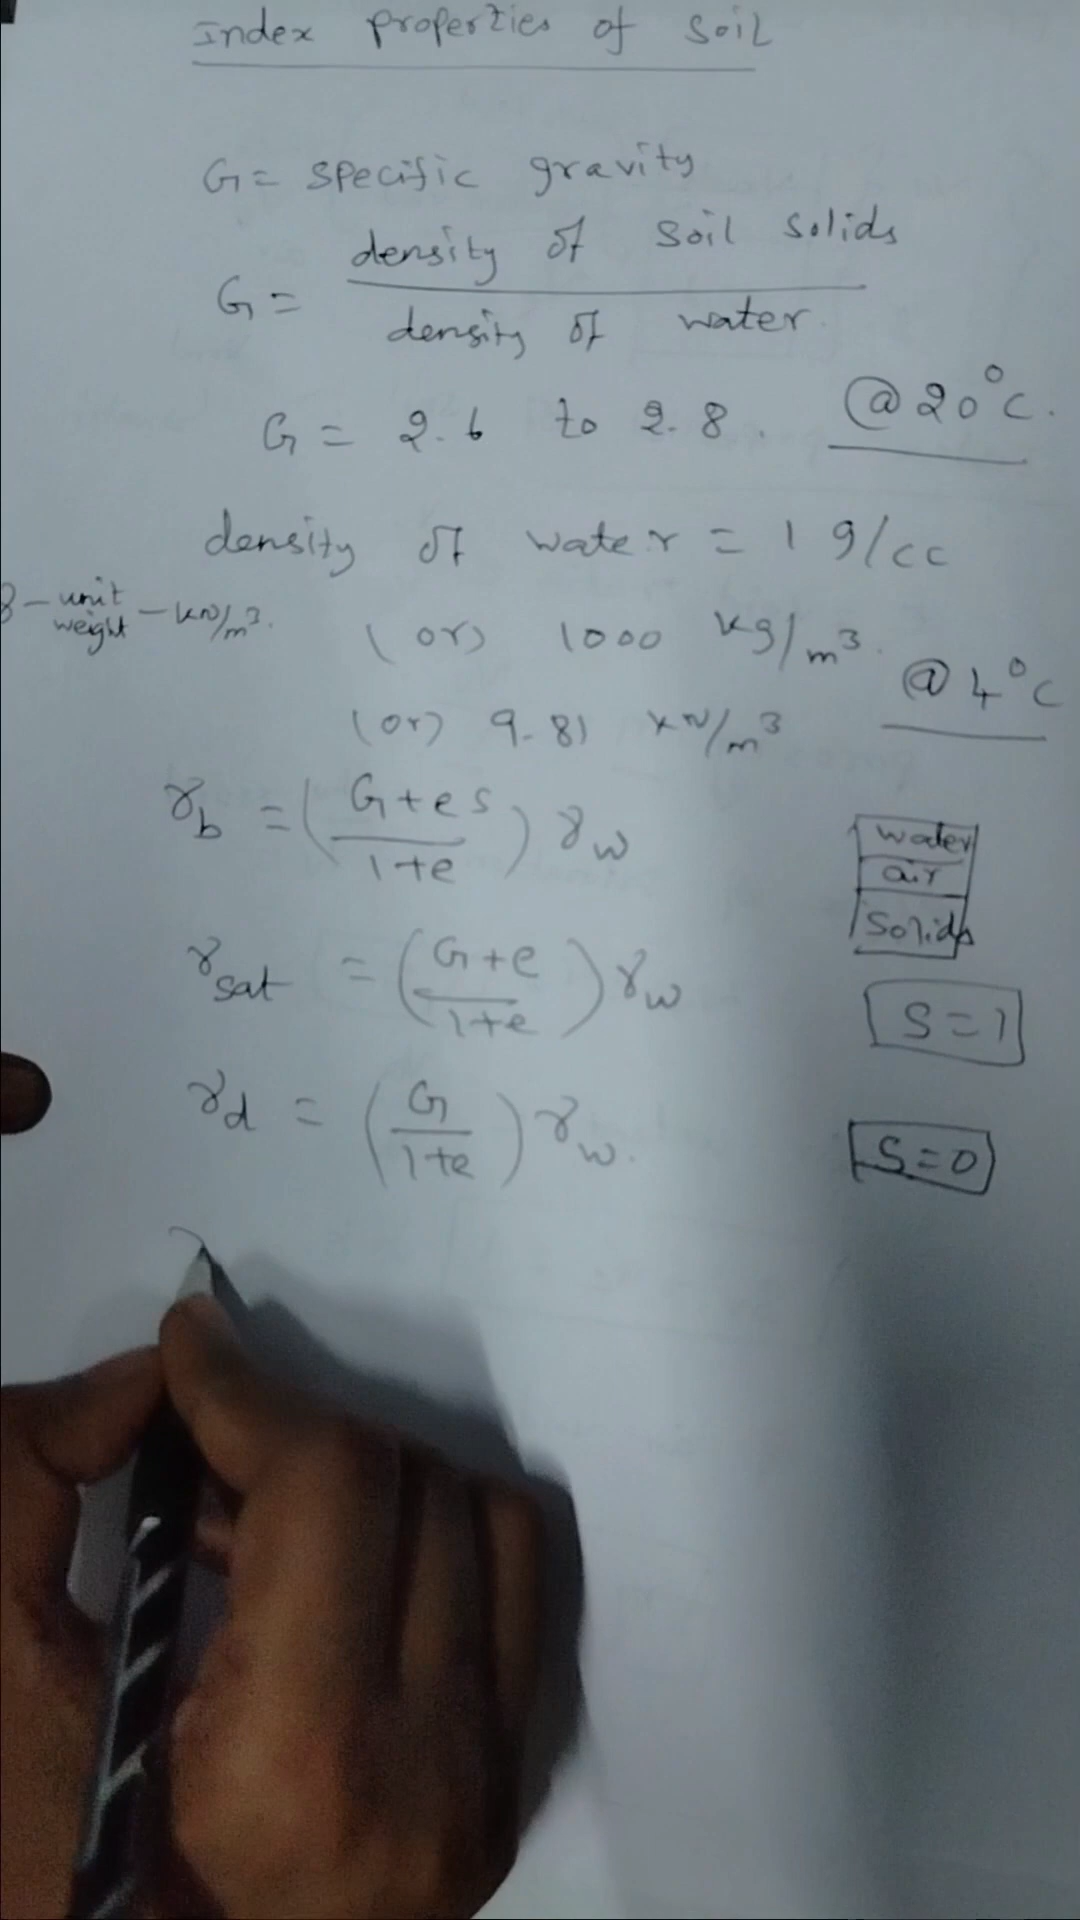 Index properties of soil
G = specific gravity
G = density of soil solids / density of water
G = 2.6 to 2.8. @ 20°C.
density of water = 1 g/cc
γ - unit weight - kN/m³.
(or) 1000 kg/m³. @ 4°C
(or) 9.81 kN/m³
γb = (G+es / 1+e) γw
water
air
solids
γsat = (G+e / 1+e) γw
S=1
γd = (G / 1+e) γw.
S=0